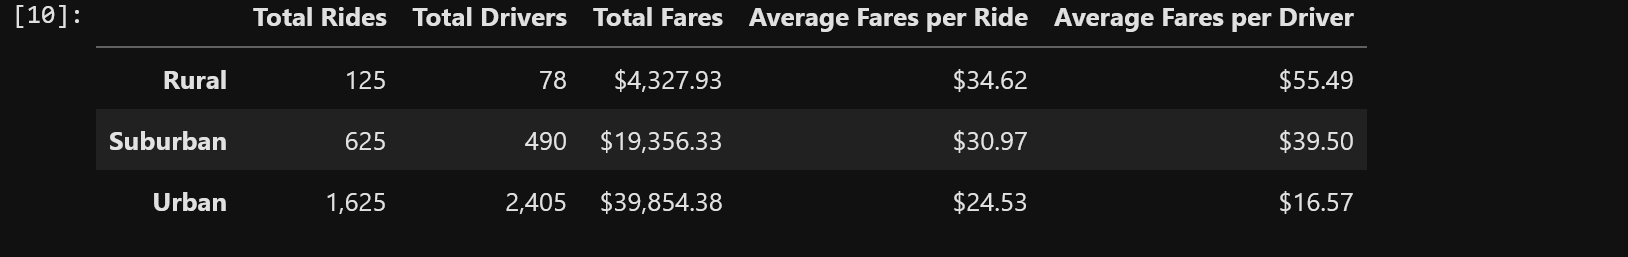 [10]: Total Rides Total Drivers Total Fares Average Fares per Ride Average Fares per Driver
Rural 125 78 $4,327.93 $34.62 $55.49
Suburban 625 490 $19,356.33 $30.97 $39.50
Urban 1,625 2,405 $39,854.38 $24.53 $16.57